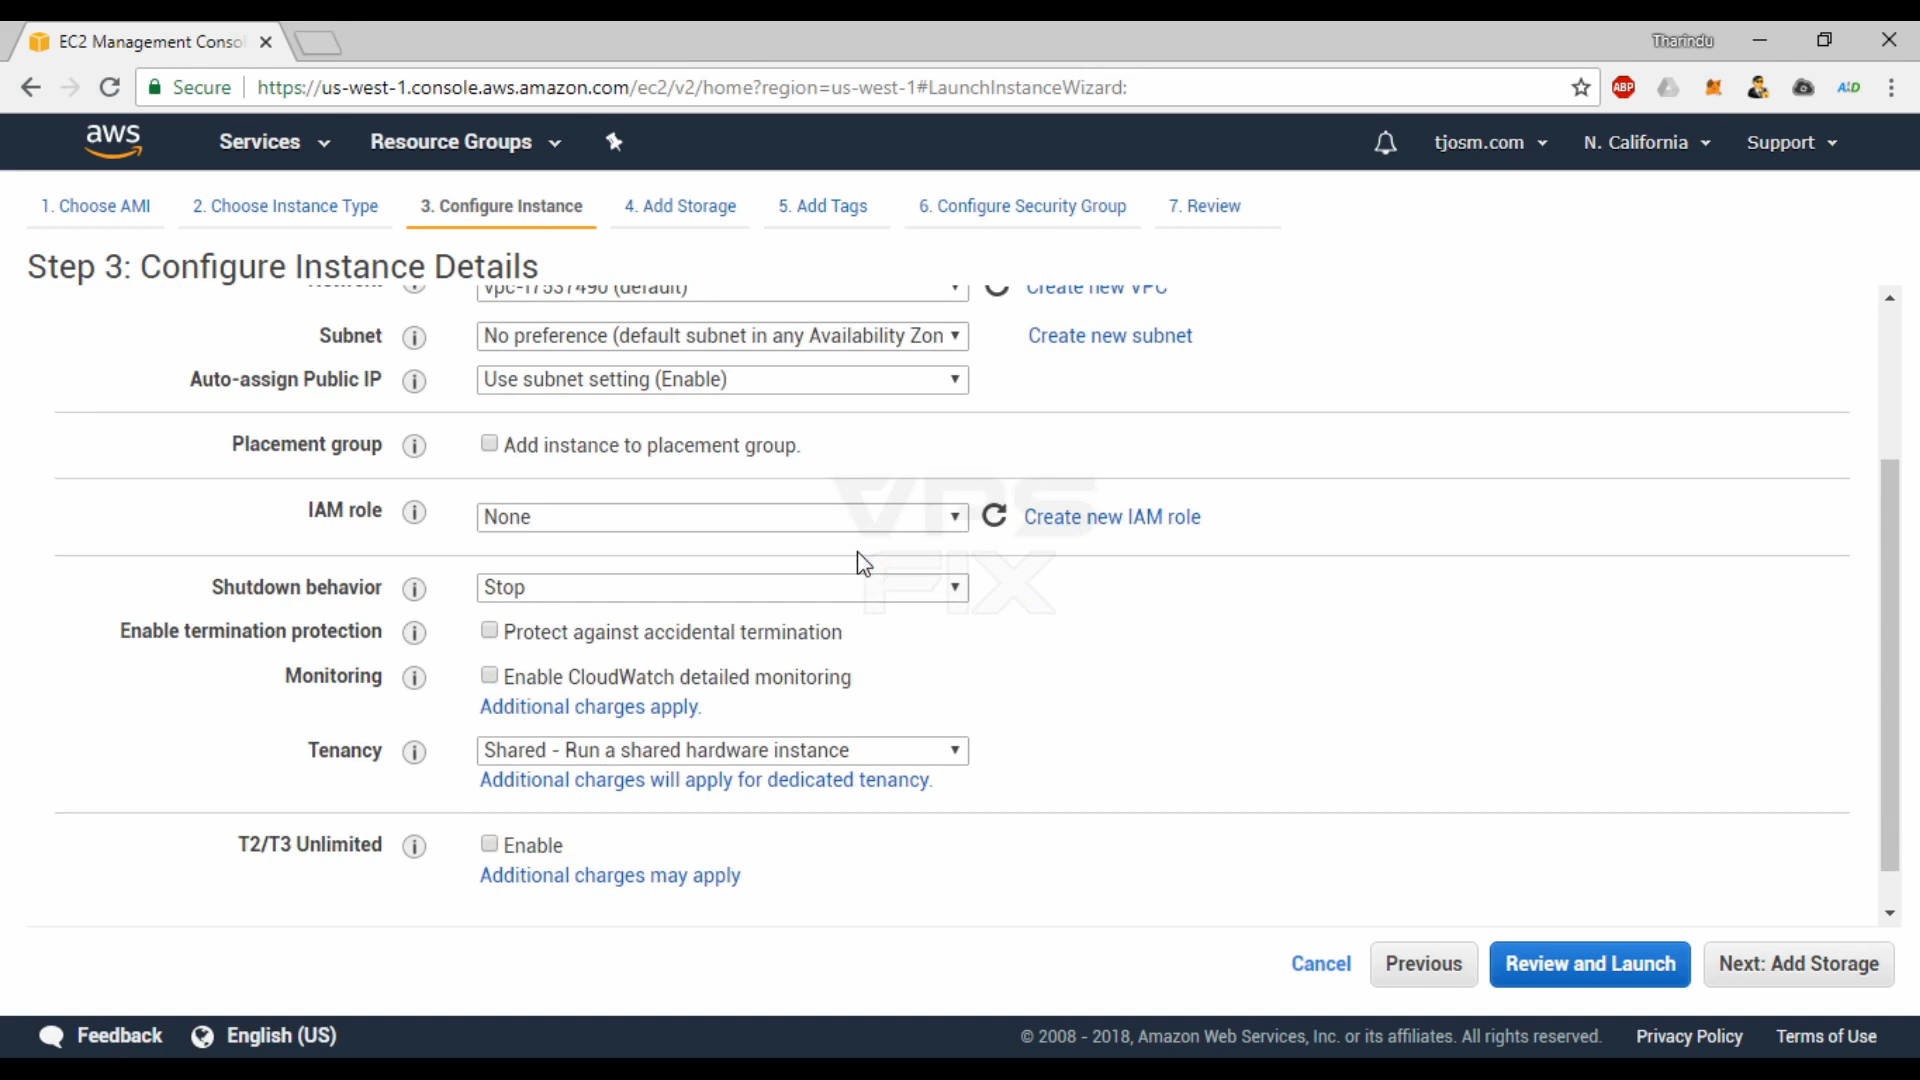 EC2 Management Conso
Tharindu
Secure
https://us-west-1.console.aws.amazon.com/ec2/v2/home?region=us-west-1#LaunchInstanceWizard:
ABP
A!D
aws
Services
Resource Groups
tjosm.com
N. California
Support
1. Choose AMI
2. Choose Instance Type
3. Configure Instance
4. Add Storage
5. Add Tags
6. Configure Security Group
7. Review
Step 3: Configure Instance Details
vpc-17537490 (default)
Create new VPC
Subnet
No preference (default subnet in any Availability Zon
Create new subnet
Auto-assign Public IP
Use subnet setting (Enable)
Placement group
Add instance to placement group.
IAM role
None
Create new IAM role
VPS
FIX
Shutdown behavior
Stop
Enable termination protection
Protect against accidental termination
Monitoring
Enable CloudWatch detailed monitoring
Additional charges apply.
Tenancy
Shared - Run a shared hardware instance
Additional charges will apply for dedicated tenancy.
T2/T3 Unlimited
Enable
Additional charges may apply
Cancel
Previous
Review and Launch
Next: Add Storage
Feedback
English (US)
© 2008 - 2018, Amazon Web Services, Inc. or its affiliates. All rights reserved.
Privacy Policy
Terms of Use